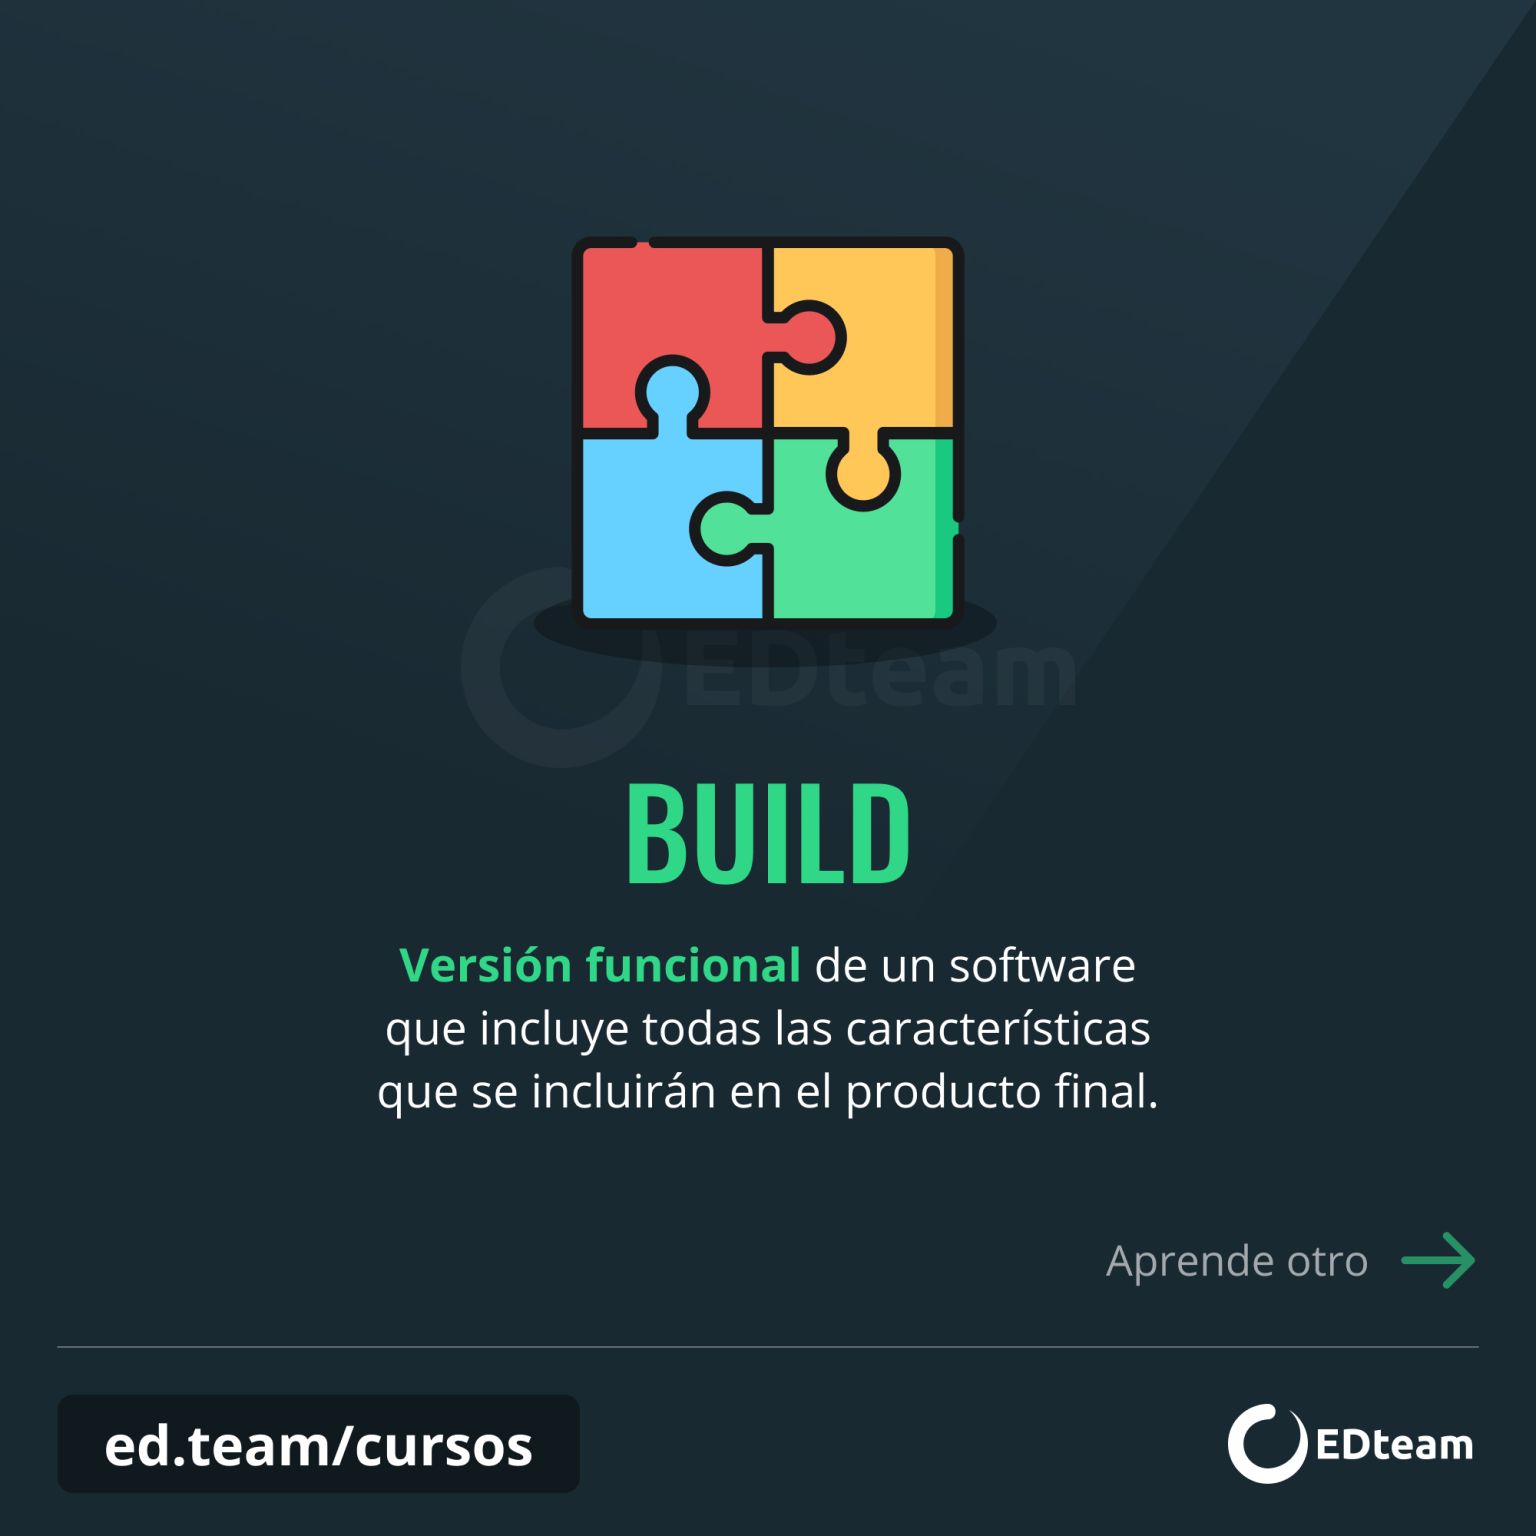 EDteam
BUILD
Versión funcional de un software
que incluye todas las características
que se incluirán en el producto final.
Aprende otro
ed.team/cursos
EDteam